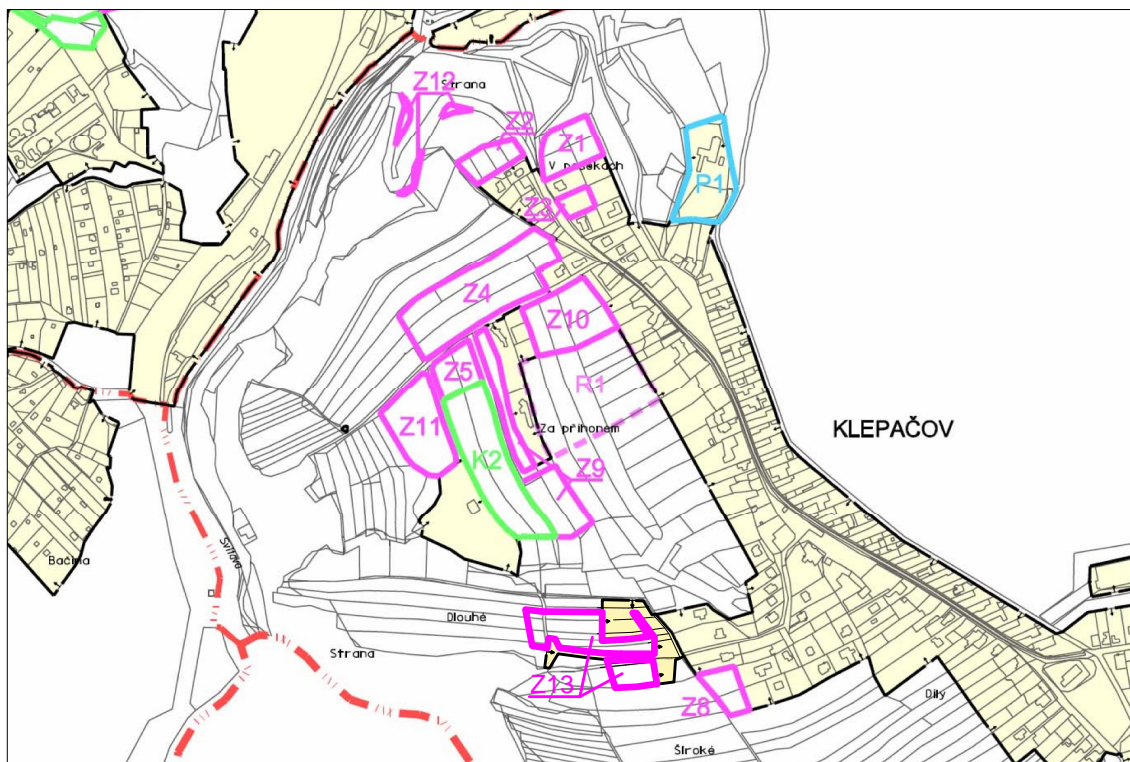 Z12
Strana
Z2
Z1
V pasekách
P1
Z3
Z4
Z10
Z5
R1
Z11
Za příhonem
KLEPAČOV
K2
Z9
Svitava
Bačina
Dlouhé
Strana
Z13
Z8
Díly
Široké